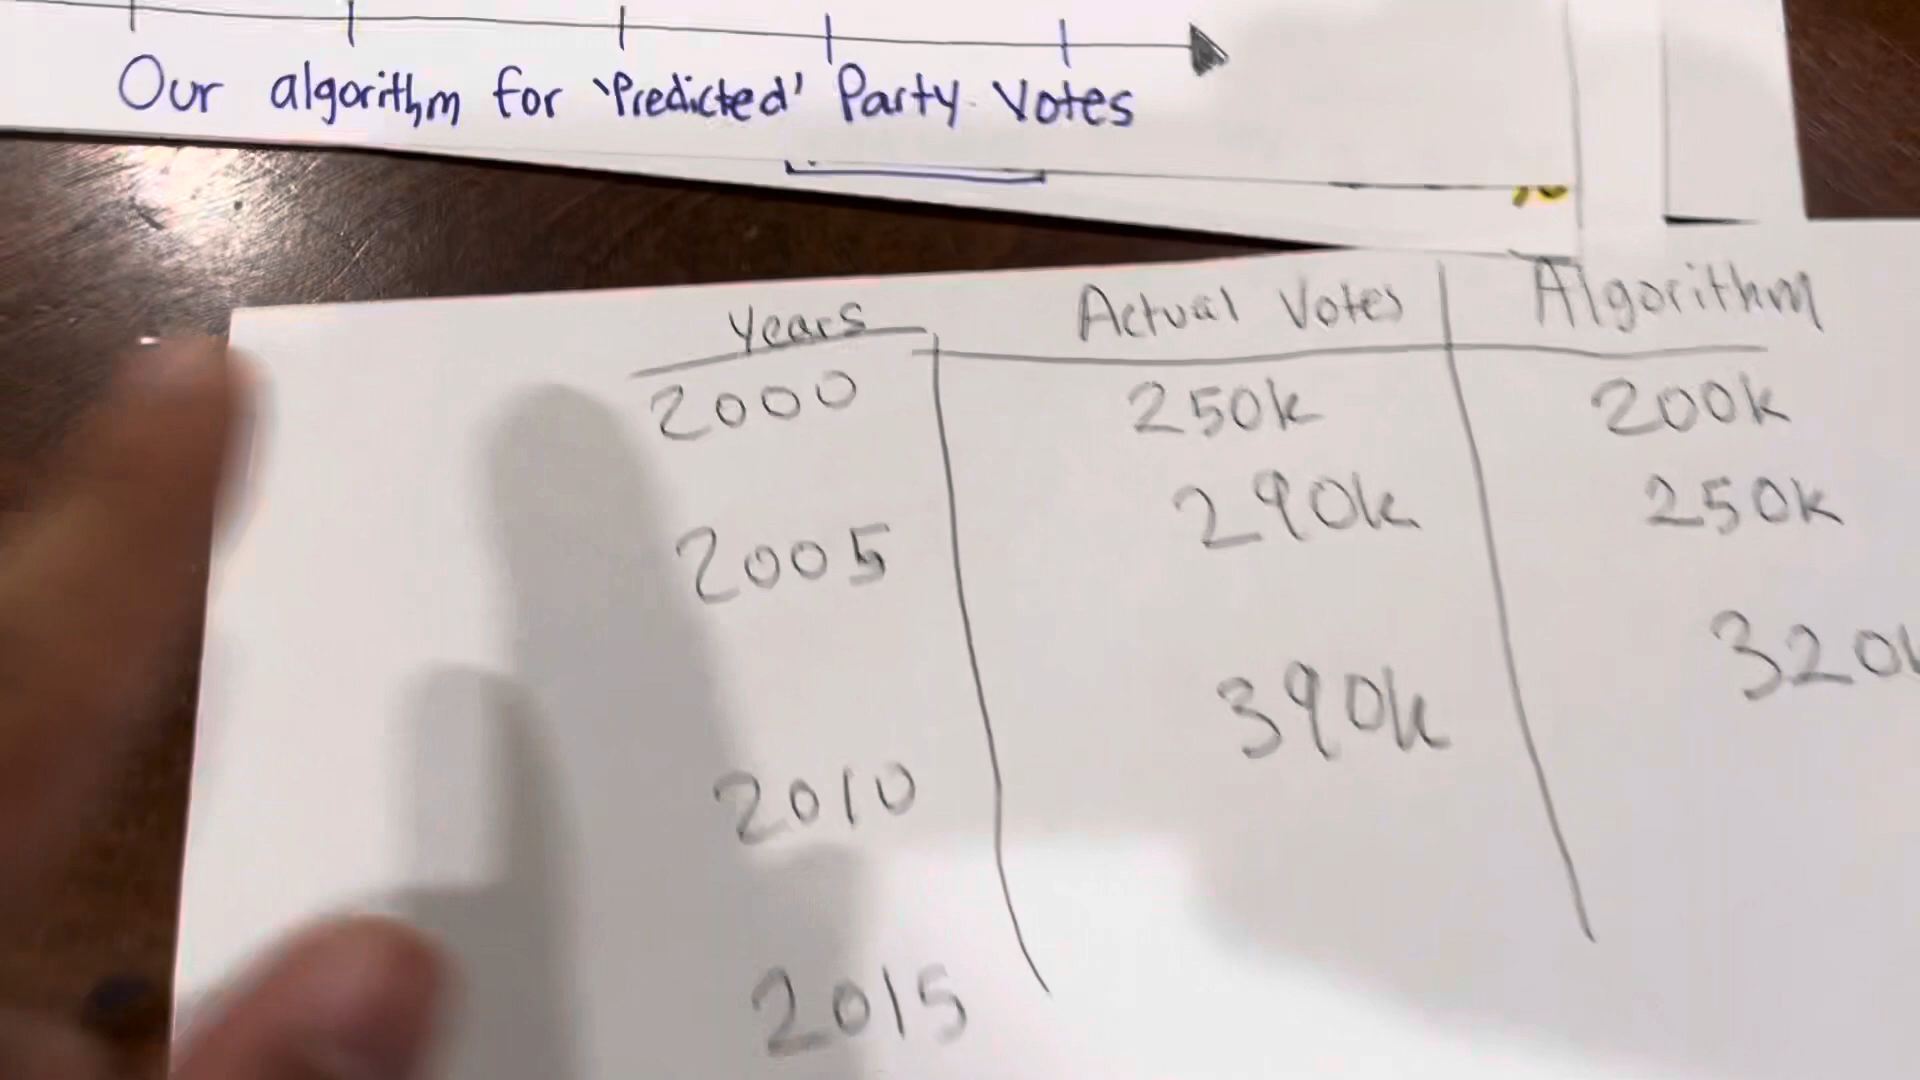 Our algorithm for 'Predicted' Party Votes
Years Actual Votes Algorithm
2000 250k 200k
2005 290k 250k
2010 390k 320k
2015